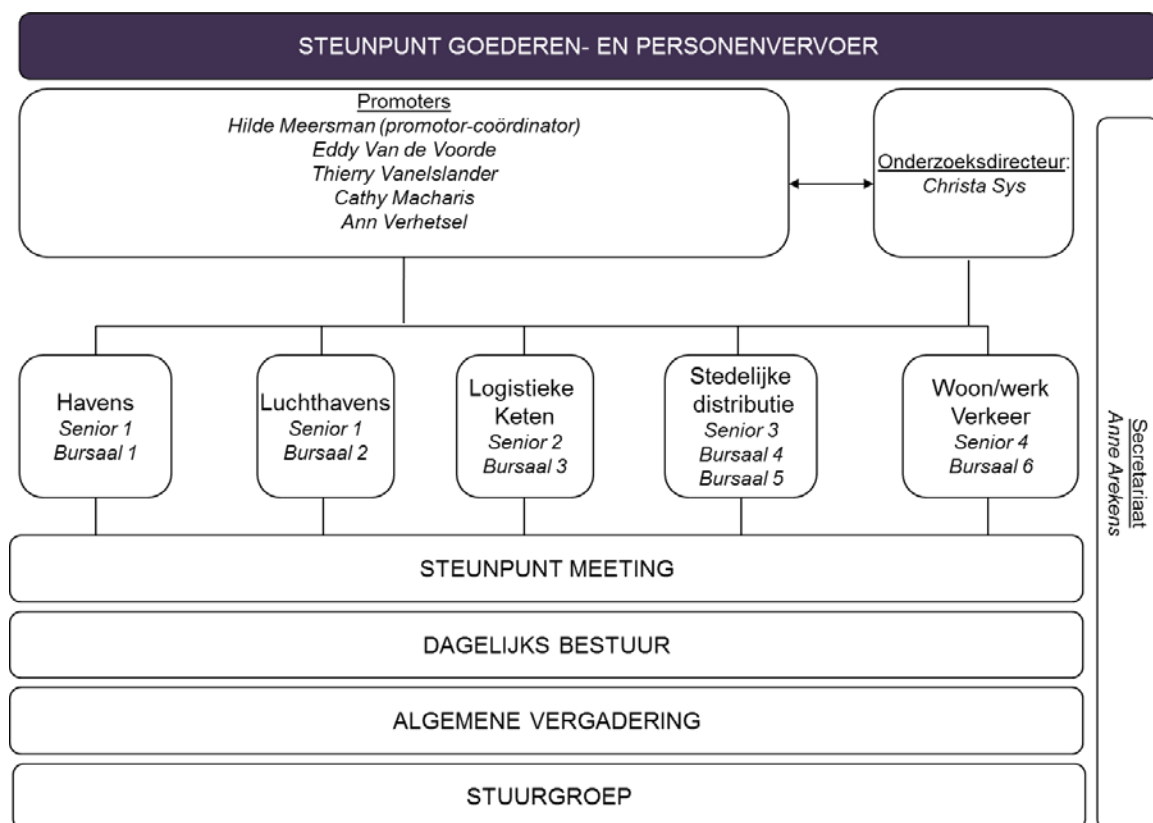 STEUNPUNT GOEDEREN- EN PERSONENVERVOER
Promoters
Hilde Meersman (promotor-coördinator)
Eddy Van de Voorde
Thierry Vanelslander
Cathy Macharis
Ann Verhetsel
Onderzoeksdirecteur:
Christa Sys
Havens
Senior 1
Bursaal 1
Luchthavens
Senior 1
Bursaal 2
Logistieke
Keten
Senior 2
Bursaal 3
Stedelijke
distributie
Senior 3
Bursaal 4
Bursaal 5
Woon/werk
Verkeer
Senior 4
Bursaal 6
Secretariaat
Anne Arekens
STEUNPUNT MEETING
DAGELIJKS BESTUUR
ALGEMENE VERGADERING
STUURGROEP